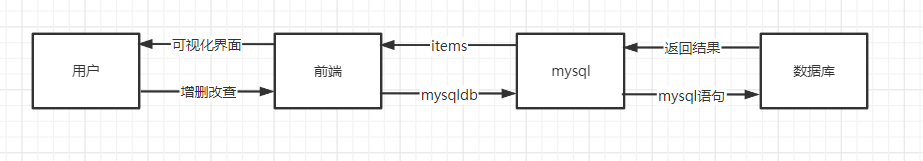 用户
可视化界面
增删改查
前端
items
mysqldb
mysql
返回结果
mysql语句
数据库